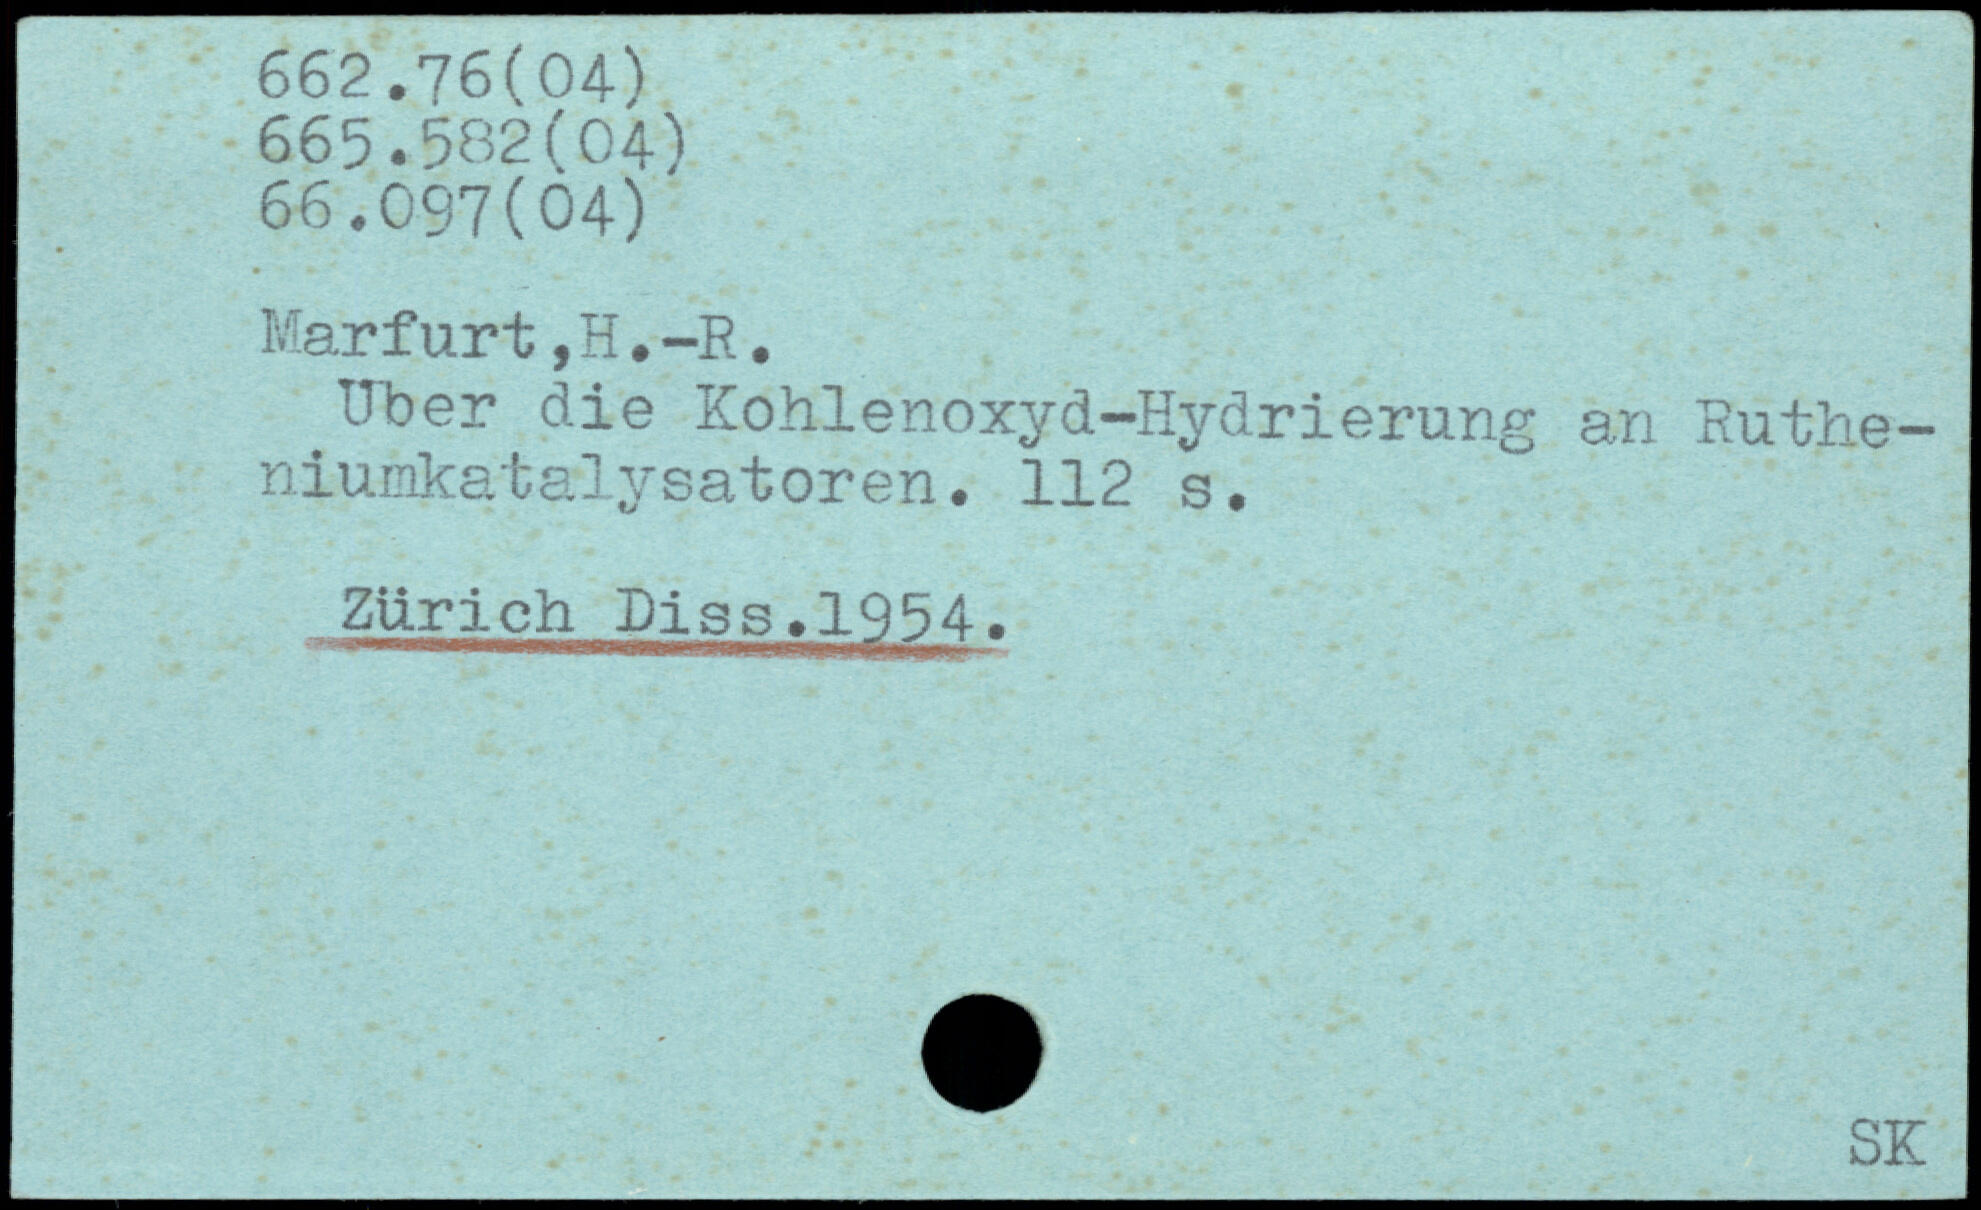 662.76(04)
665.582(04)
66.097(04)
Marfurt,H.-R.
Über die Kohlenoxyd-Hydrierung an Ruthe-
niumkatalysatoren. 112 s.
Zürich Diss.1954.
SK